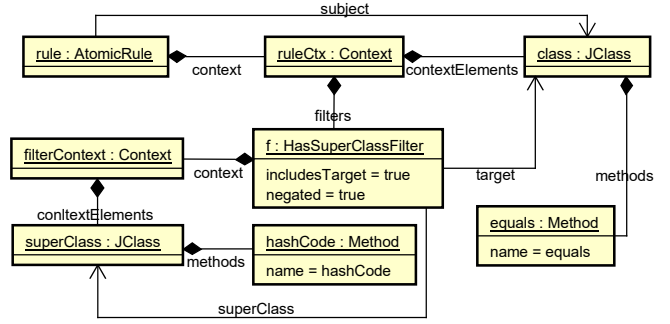 subject
rule : AtomicRule
ruleCtx : Context
class : JClass
context
contextElements
filters
filterContext : Context
f : HasSuperClassFilter
includesTarget = true
negated = true
context
target
methods
conltextElements
superClass : JClass
hashCode : Method
name = hashCode
equals : Method
name = equals
methods
superClass